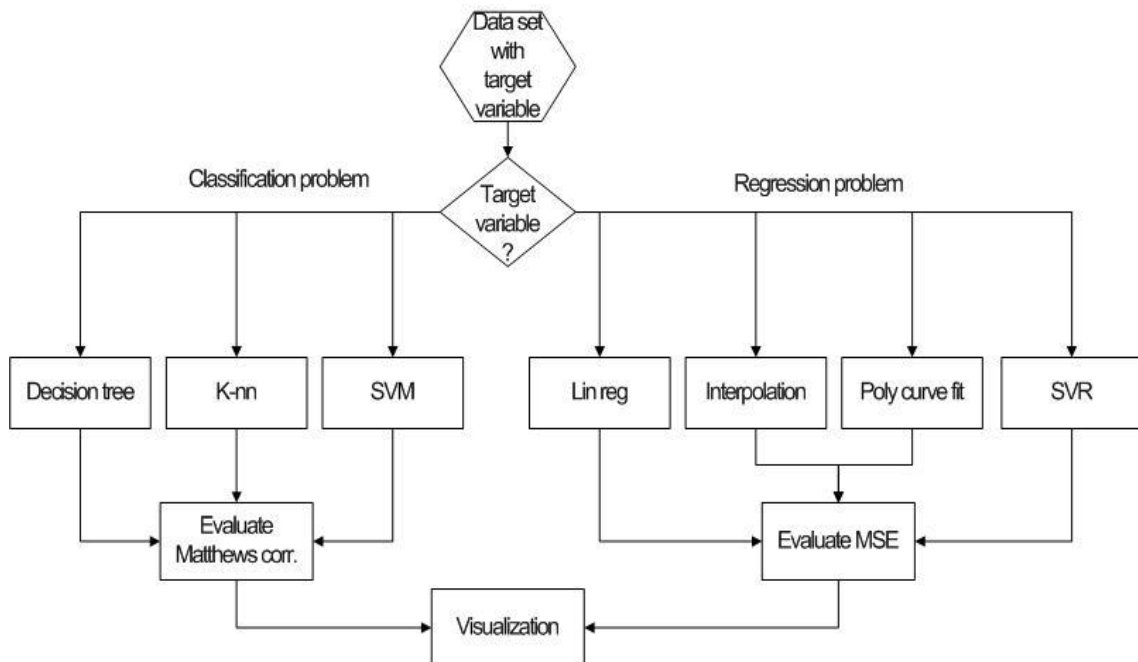 Data set
with
target
variable
Classification problem
Target
variable
?
Regression problem
Decision tree
K-nn
SVM
Lin reg
Interpolation
Poly curve fit
SVR
Evaluate
Matthews corr.
Evaluate MSE
Visualization